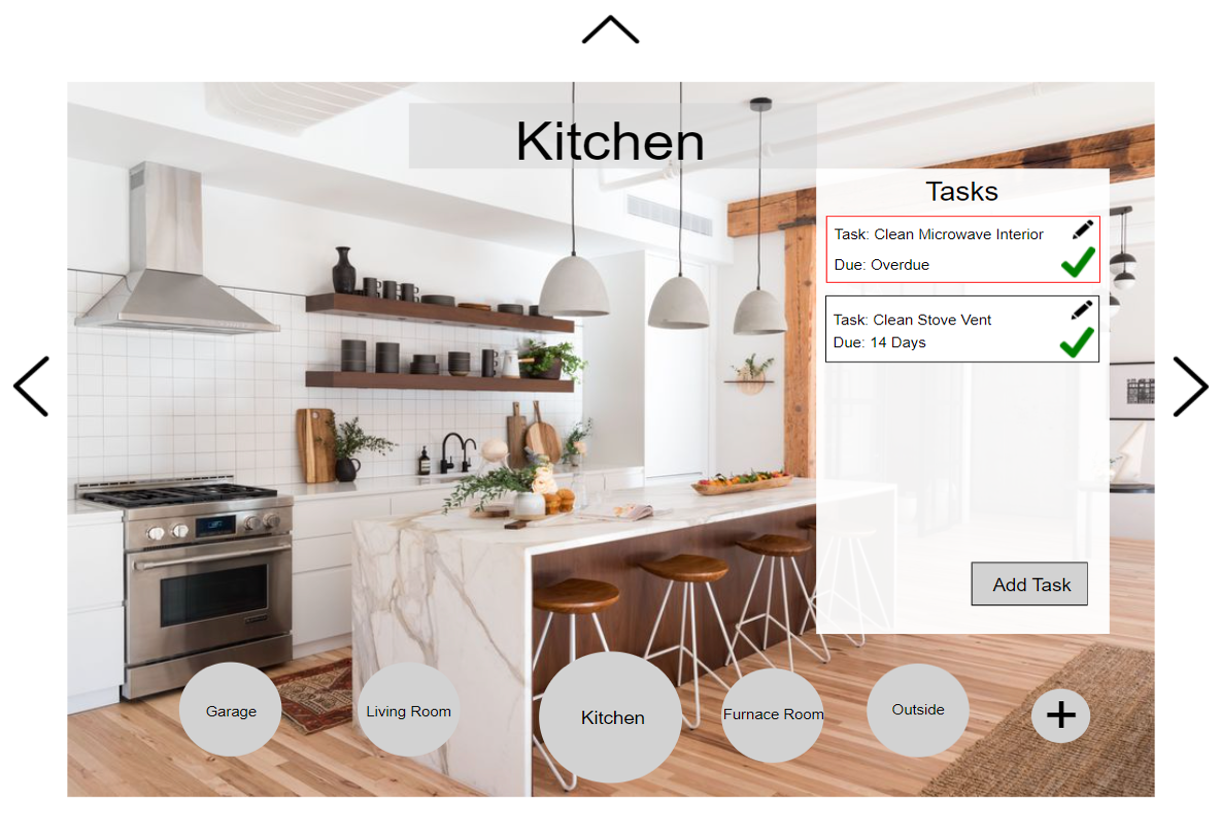 Kitchen
Tasks
Task: Clean Microwave Interior
Due: Overdue
Task: Clean Stove Vent
Due: 14 Days
Add Task
Garage
Living Room
Kitchen
Furnace Room
Outside
+